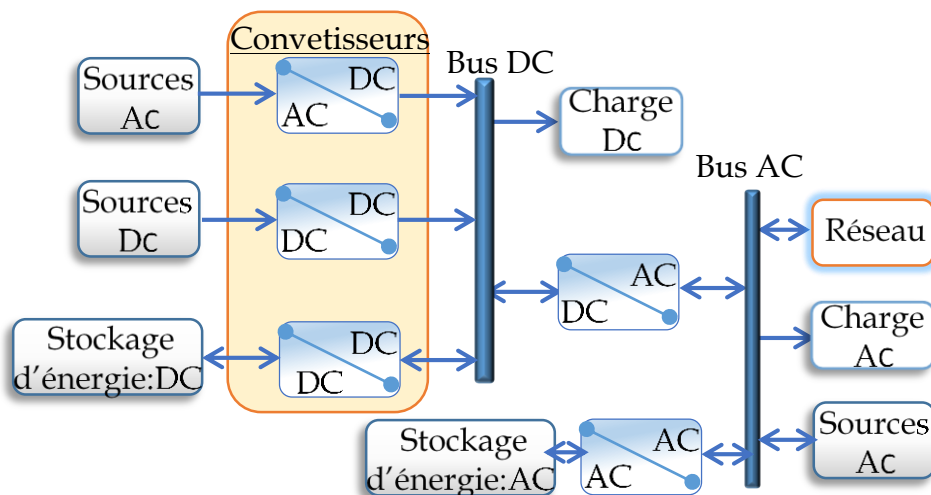 Convetisseurs
Sources
AC
AC
DC
Bus DC
Charge
DC
Sources
DC
DC
DC
Bus AC
Réseau
DC
AC
Stockage
d'énergie:DC
DC
DC
Charge
AC
Stockage
d'énergie:AC
AC
AC
Sources
AC